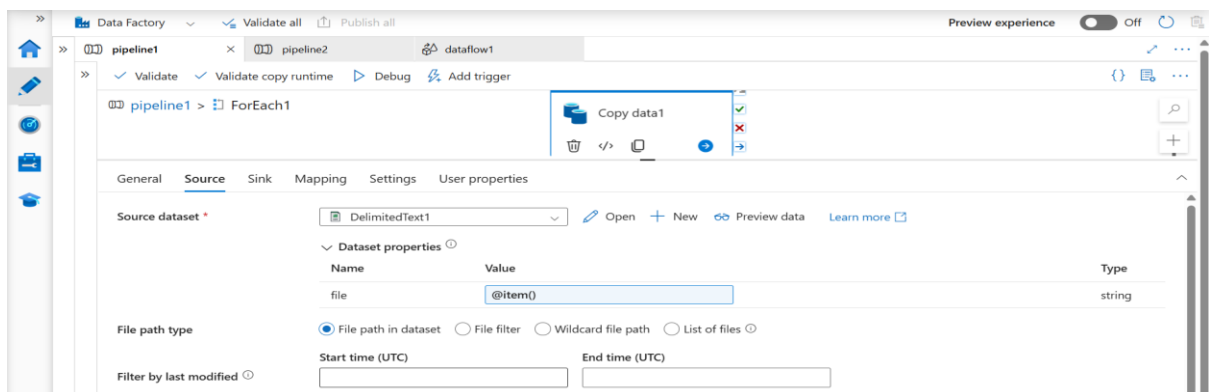 Data Factory Validate all Publish all Preview experience Off
pipeline1 pipeline2 dataflow1
Validate Validate copy runtime Debug Add trigger
pipeline1 > ForEach1
Copy data1
General Source Sink Mapping Settings User properties
Source dataset * DelimitedText1 Open New Preview data Learn more
Dataset properties
Name Value Type
file @item() string
File path type File path in dataset File filter Wildcard file path List of files
Start time (UTC) End time (UTC)
Filter by last modified